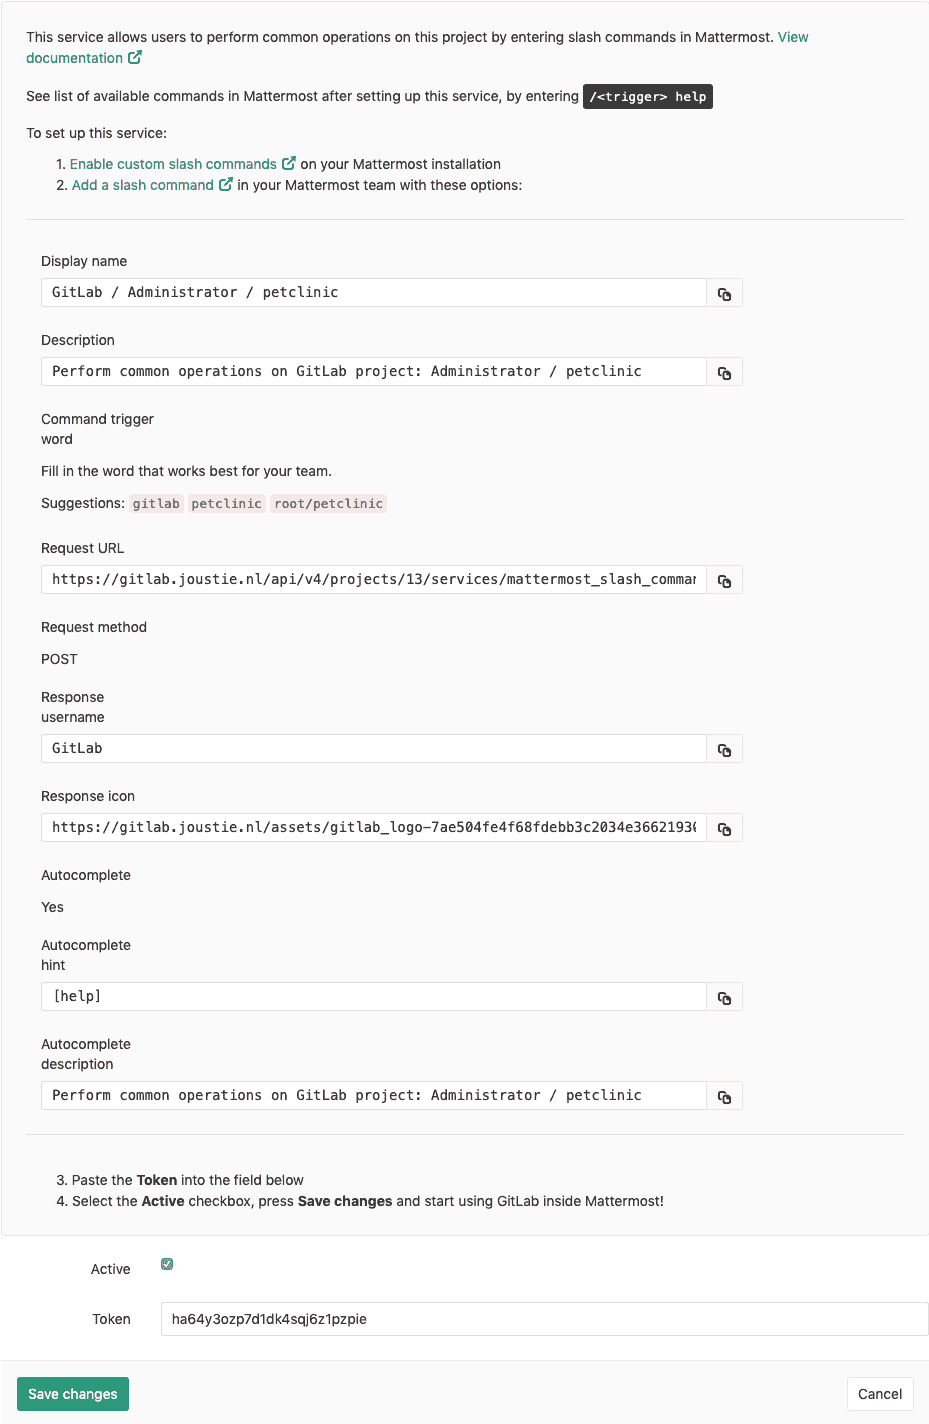 This service allows users to perform common operations on this project by entering slash commands in Mattermost. View
documentation
See list of available commands in Mattermost after setting up this service, by entering /<trigger> help
To set up this service:
1. Enable custom slash commands on your Mattermost installation
2. Add a slash command in your Mattermost team with these options:
Display name
GitLab / Administrator / petclinic
Description
Perform common operations on GitLab project: Administrator / petclinic
Command trigger
word
Fill in the word that works best for your team.
Suggestions: gitlab petclinic root/petclinic
Request URL
https://gitlab.joustie.nl/api/v4/projects/13/services/mattermost_slash_commar
Request method
POST
Response
username
GitLab
Response icon
https://gitlab.joustie.nl/assets/gitlab_logo-7ae504fe4f68fdebb3c2034e3662193
Autocomplete
Yes
Autocomplete
hint
[help]
Autocomplete
description
Perform common operations on GitLab project: Administrator / petclinic
3. Paste the Token into the field below
4. Select the Active checkbox, press Save changes and start using GitLab inside Mattermost!
Active
Token
ha64y3ozp7d1dk4sqj6z1pzpie
Save changes
Cancel